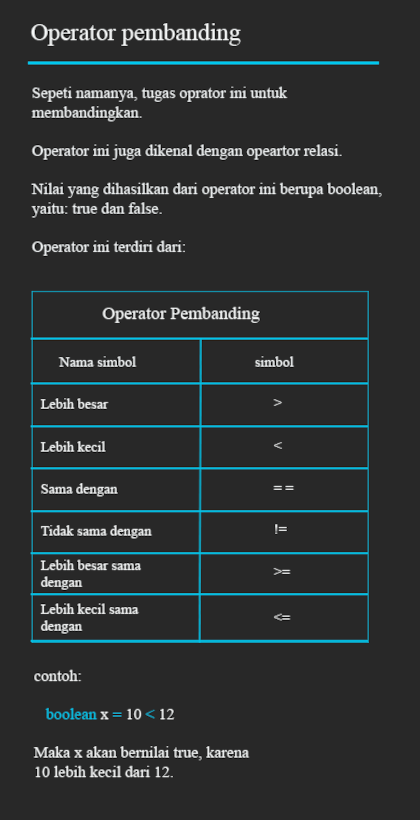 Operator pembanding
Sepeti namanya, tugas oprator ini untuk
membandingkan.
Operator ini juga dikenal dengan opeartor relasi.
Nilai yang dihasilkan dari operator ini berupa boolean,
yaitu: true dan false.
Operator ini terdiri dari:
Operator Pembanding
Nama simbol simbol
Lebih besar >
Lebih kecil <
Sama dengan = =
Tidak sama dengan !=
Lebih besar sama
dengan >=
Lebih kecil sama
dengan <=
contoh:
boolean x = 10 < 12
Maka x akan bernilai true, karena
10 lebih kecil dari 12.